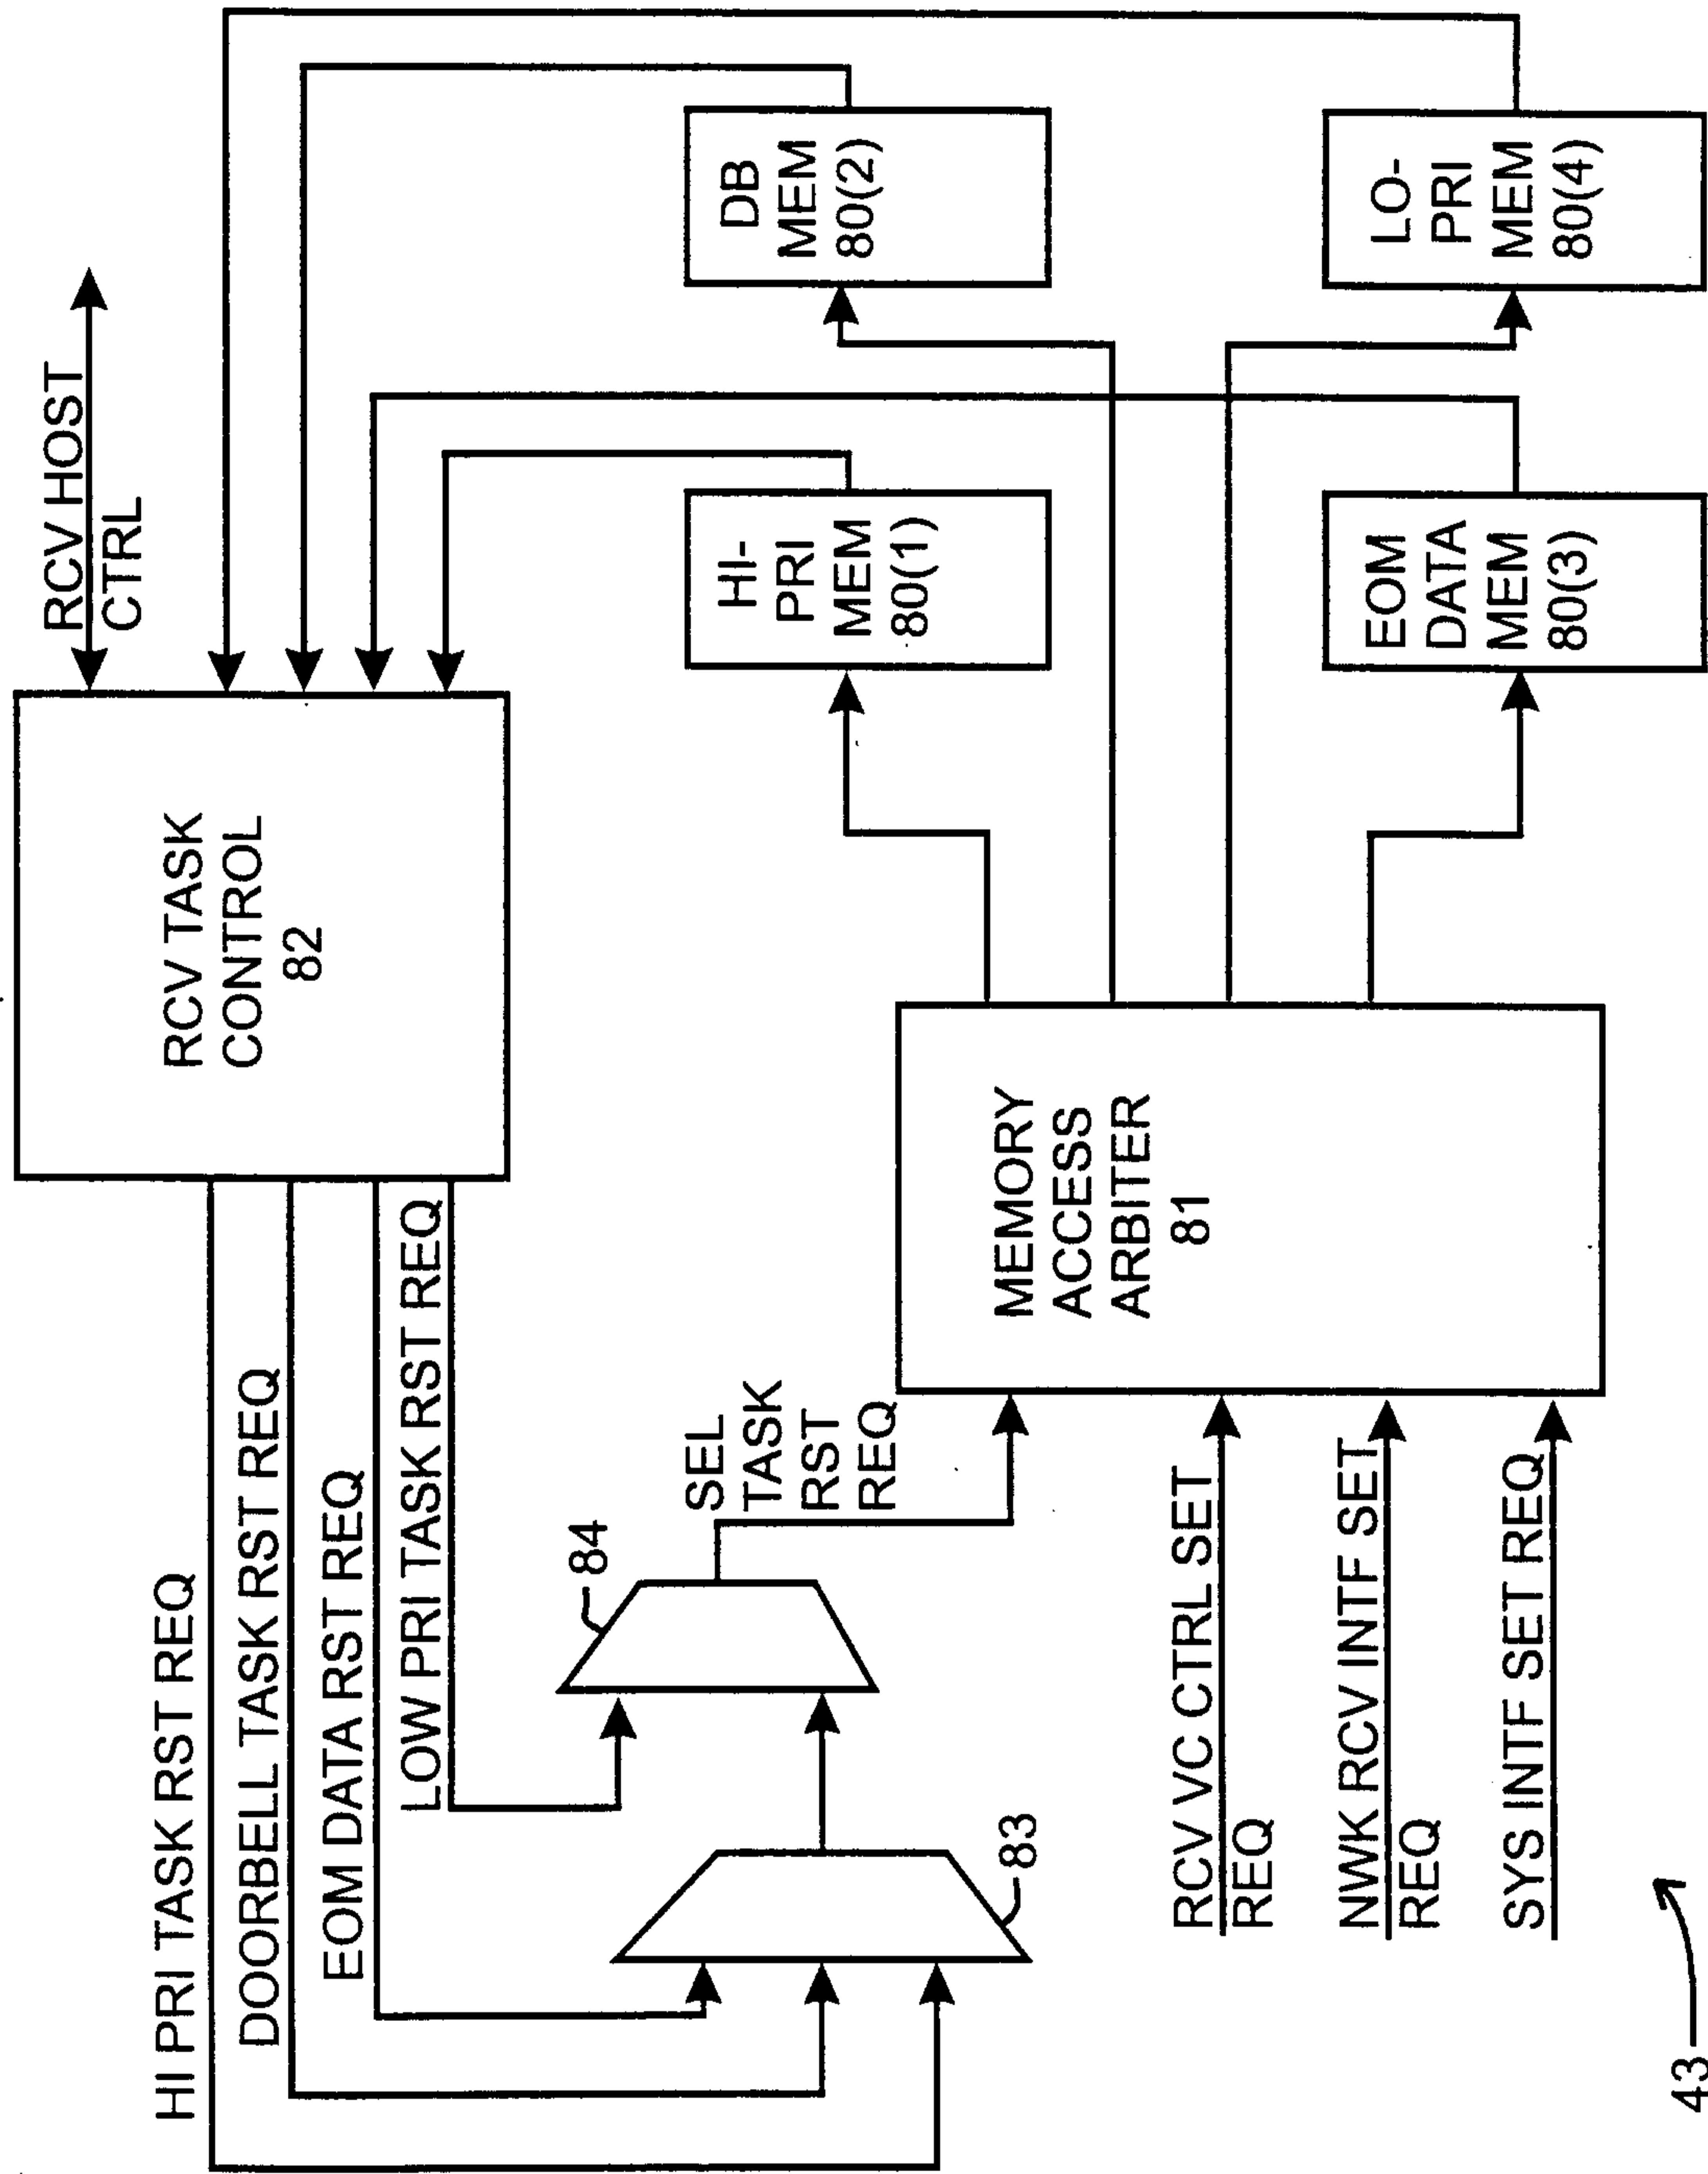 HI PRI TASK RST REQ
DOORBELL TASK RST REQ
EOM DATA RST REQ
LOW PRI TASK RST REQ
RCV TASK
CONTROL
82
RCV HOST
CTRL
84
83
SEL
TASK
RST
REQ
HI-
PRI
MEM
80(1)
DB
MEM
80(2)
MEMORY
ACCESS
ARBITER
81
RCV VC CTRL SET
REQ
NWK RCV INTF SET
REQ
SYS INTF SET REQ
EOM
DATA
MEM
80(3)
LO-
PRI
MEM
80(4)
43